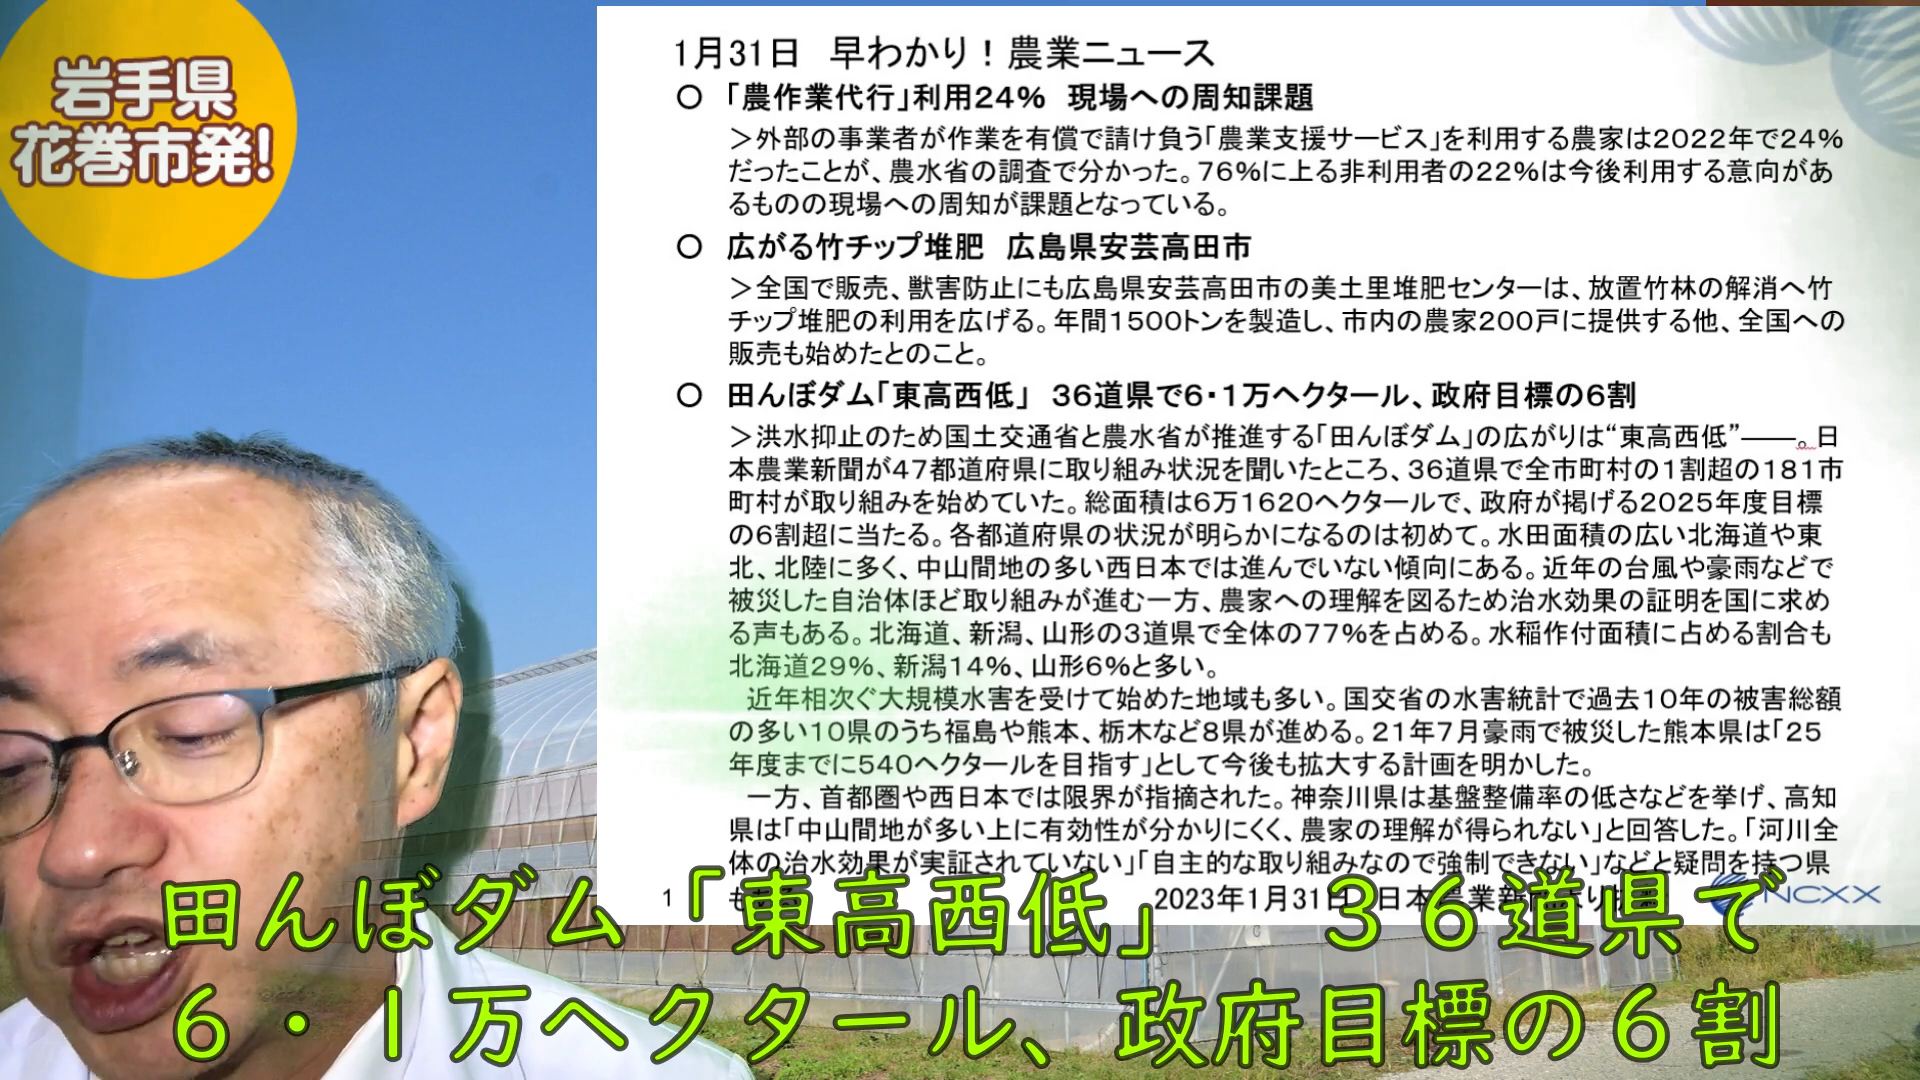 岩手県
花巻市発!
1月31日　早わかり！農業ニュース
○　「農作業代行」利用24%　現場への周知課題
＞外部の事業者が作業を有償で請け負う「農業支援サービス」を利用する農家は2022年で24%
だったことが、農水省の調査で分かった。76%に上る非利用者の22%は今後利用する意向があ
るものの現場への周知が課題となっている。
○　広がる竹チップ堆肥　広島県安芸高田市
＞全国で販売、獣害防止にも広島県安芸高田市の美土里堆肥センターは、放置竹林の解消へ竹
チップ堆肥の利用を広げる。年間1500トンを製造し、市内の農家200戸に提供する他、全国への
販売も始めたとのこと。
○　田んぼダム「東高西低」　36道県で6・1万ヘクタール、政府目標の6割
＞洪水抑止のため国土交通省と農水省が推進する「田んぼダム」の広がりは“東高西低”――。日
本農業新聞が47都道府県に取り組み状況を聞いたところ、36道県で全市町村の1割超の181市
町村が取り組みを始めていた。総面積は6万1620ヘクタールで、政府が掲げる2025年度目標
の6割超に当たる。各都道府県の状況が明らかになるのは初めて。水田面積の広い北海道や東
北、北陸に多く、中山間地の多い西日本では進んでいない傾向にある。近年の台風や豪雨などで
被災した自治体ほど取り組みが進む一方、農家への理解を図るため治水効果の証明を国に求め
る声もある。北海道、新潟、山形の3道県で全体の77%を占める。水稲作付面積に占める割合も
北海道29%、新潟14%、山形6%と多い。
近年相次ぐ大規模水害を受けて始めた地域も多い。国交省の水害統計で過去10年の被害総額
の多い10県のうち福島や熊本、栃木など8県が進める。21年7月豪雨で被災した熊本県は「25
年度までに540ヘクタールを目指す」として今後も拡大する計画を明かした。
一方、首都圏や西日本では限界が指摘された。神奈川県は基盤整備率の低さなどを挙げ、高知
県は「中山間地が多い上に有効性が分かりにくく、農家の理解が得られない」と回答した。「河川全
体の治水効果が実証されていない」「自主的な取り組みなので強制できない」などと疑問を持つ県
1　2023年1月31日　日本農業新聞より　NCXX
田んぼダム「東高西低」　３６道県で
６・１万ヘクタール、政府目標の６割